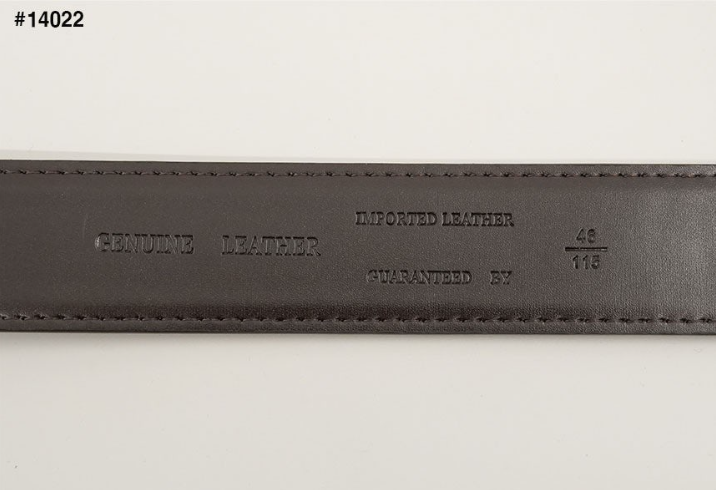 #14022
IMPORTED LEATHER
GENUINE LEATHER
GUARANTEED BY
46
115